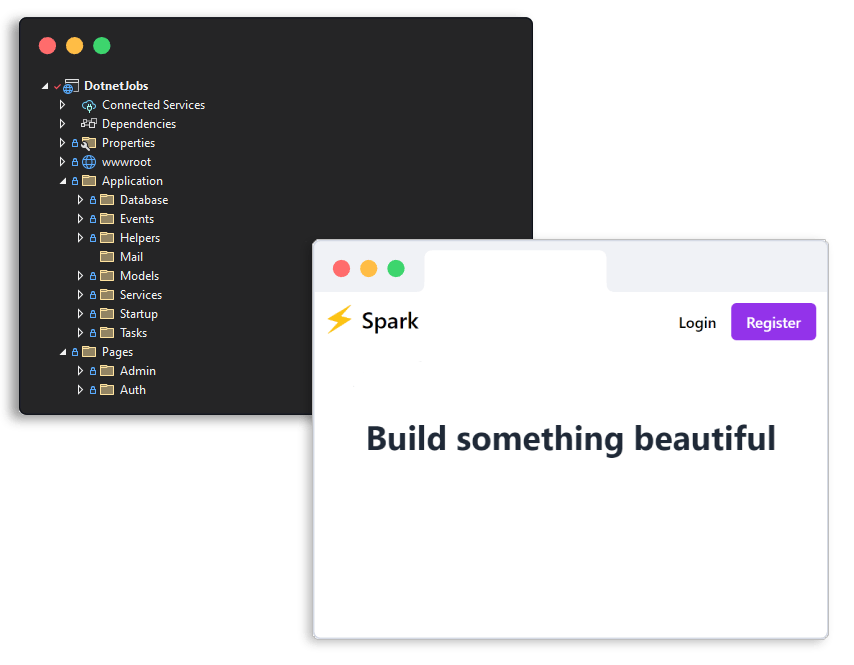 DotnetJobs
Connected Services
Dependencies
Properties
wwwroot
Application
Database
Events
Helpers
Mail
Models
Services
Startup
Tasks
Pages
Admin
Auth
Spark
Login
Register
Build something beautiful